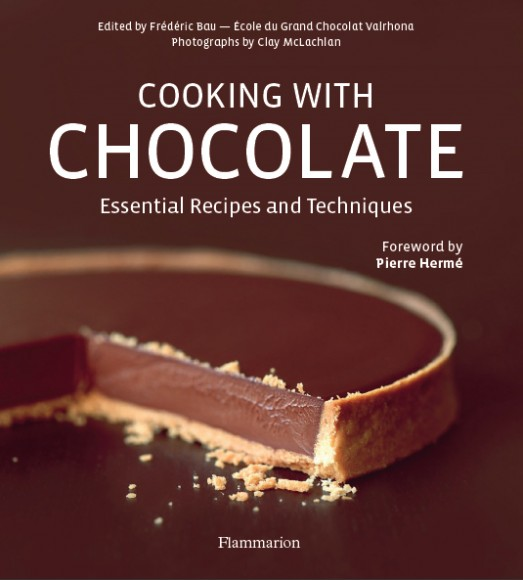 Edited by Frédéric Bau — École du Grand Chocolat Valrhona
Photographs by Clay McLachlan
COOKING WITH
CHOCOLATE
Essential Recipes and Techniques
Foreword by
Pierre Hermé
Flammarion